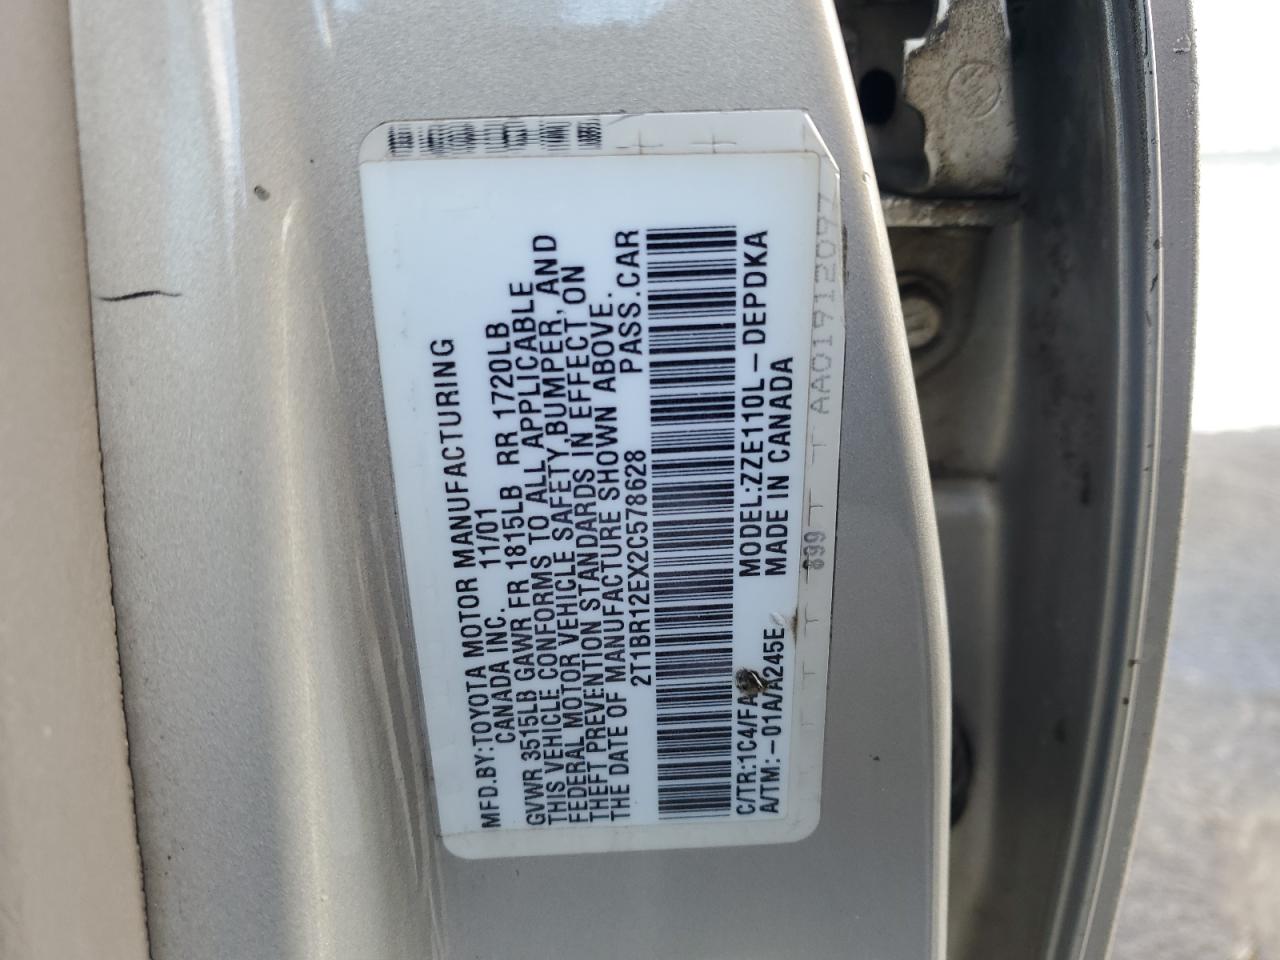 MFD.BY:TOYOTA MOTOR MANUFACTURING
CANADA INC. 11/01
GVWR 3515LB GAWR FR 1815LB RR 1720LB
THIS VEHICLE CONFORMS TO ALL APPLICABLE
FEDERAL MOTOR VEHICLE SAFETY,BUMPER, AND
THEFT PREVENTION STANDARDS IN EFFECT ON
THE DATE OF MANUFACTURE SHOWN ABOVE.
2T1BR12EX2C578628 PASS.CAR
C/TR:1C4/FA MODEL:ZZE110L-DEPDKA
A/TM:-01A/A245E MADE IN CANADA
899 AA01912097